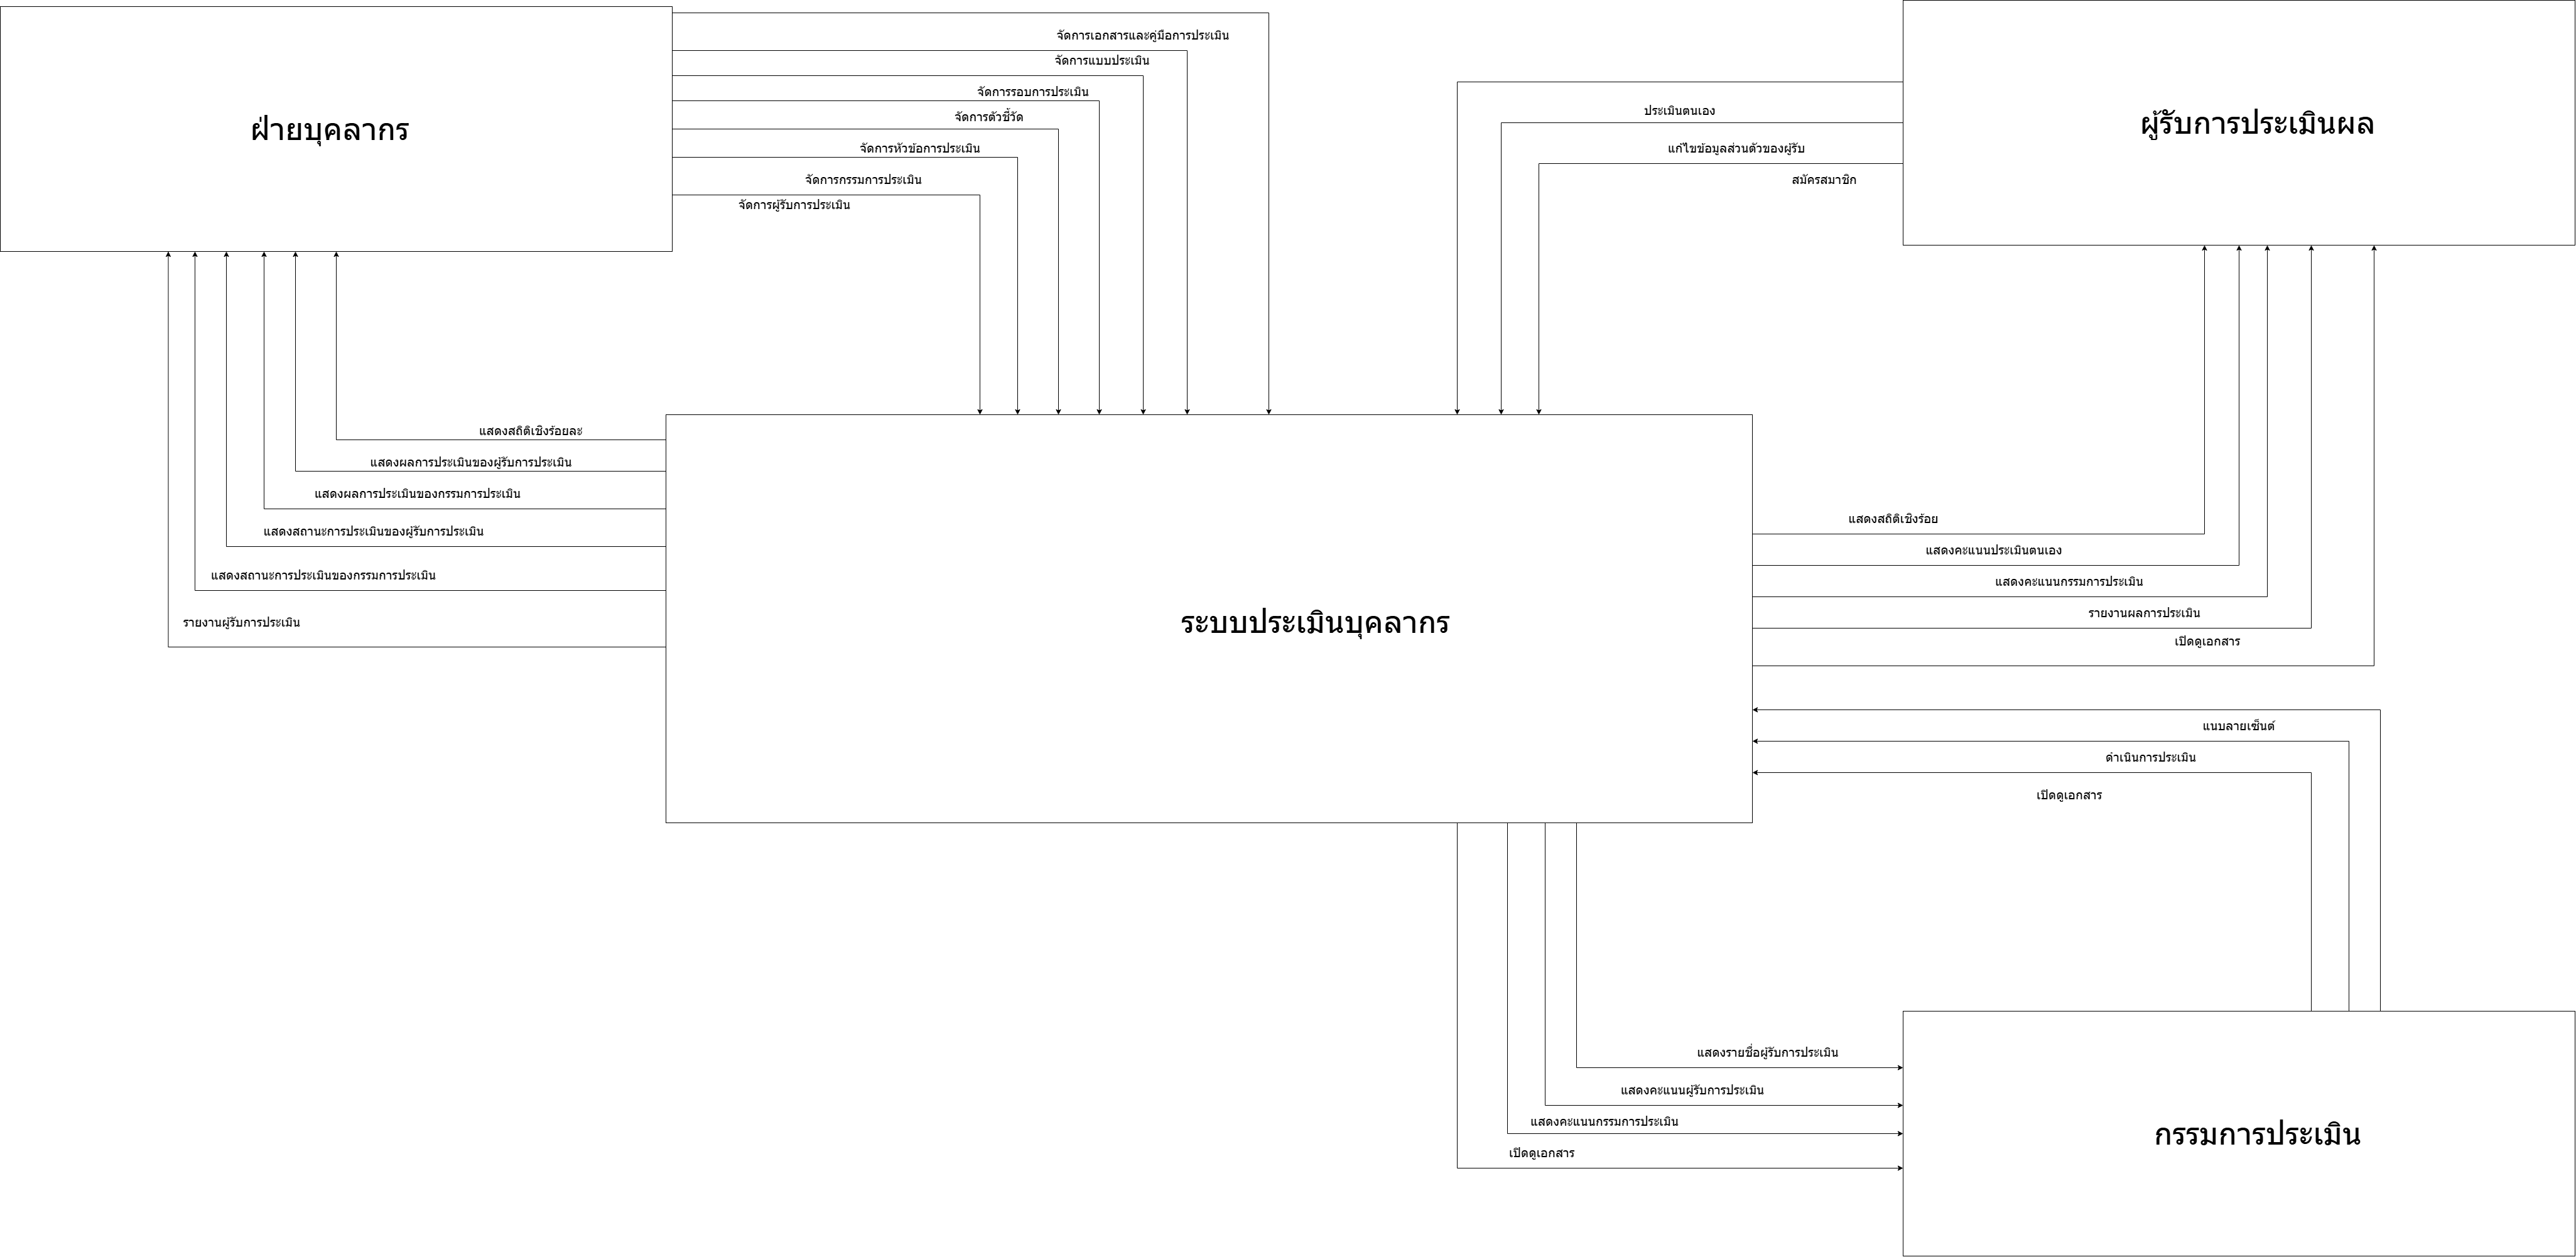 ฝ่ายบุคลากร
จัดการเอกสารและคู่มือการประเมิน
จัดการแบบประเมิน
จัดการรอบการประเมิน
จัดการตัวชี้วัด
จัดการหัวข้อการประเมิน
จัดการกรรมการประเมิน
จัดการผู้รับการประเมิน
ผู้รับการประเมินผล
ประเมินตนเอง
แก้ไขข้อมูลส่วนตัวของผู้รับ
สมัครสมาชิก
แสดงสถิติเชิงร้อยละ
แสดงผลการประเมินของผู้รับการประเมิน
แสดงผลการประเมินของกรรมการประเมิน
แสดงสถานะการประเมินของผู้รับการประเมิน
แสดงสถานะการประเมินของกรรมการประเมิน
รายงานผู้รับการประเมิน
ระบบประเมินบุคลากร
แสดงสถิติเชิงร้อย
แสดงคะแนนประเมินตนเอง
แสดงคะแนนกรรมการประเมิน
รายงานผลการประเมิน
เปิดดูเอกสาร
แนบลายเซ็นต์
ดำเนินการประเมิน
เปิดดูเอกสาร
แสดงรายชื่อผู้รับการประเมิน
แสดงคะแนนผู้รับการประเมิน
แสดงคะแนนกรรมการประเมิน
เปิดดูเอกสาร
กรรมการประเมิน